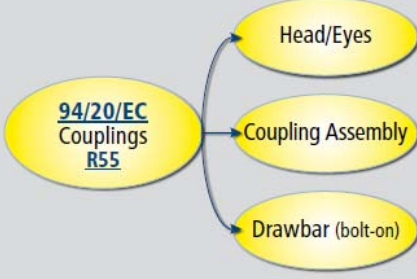 94/20/EC
Couplings
R55
Head/Eyes
Coupling Assembly
Drawbar (bolt-on)